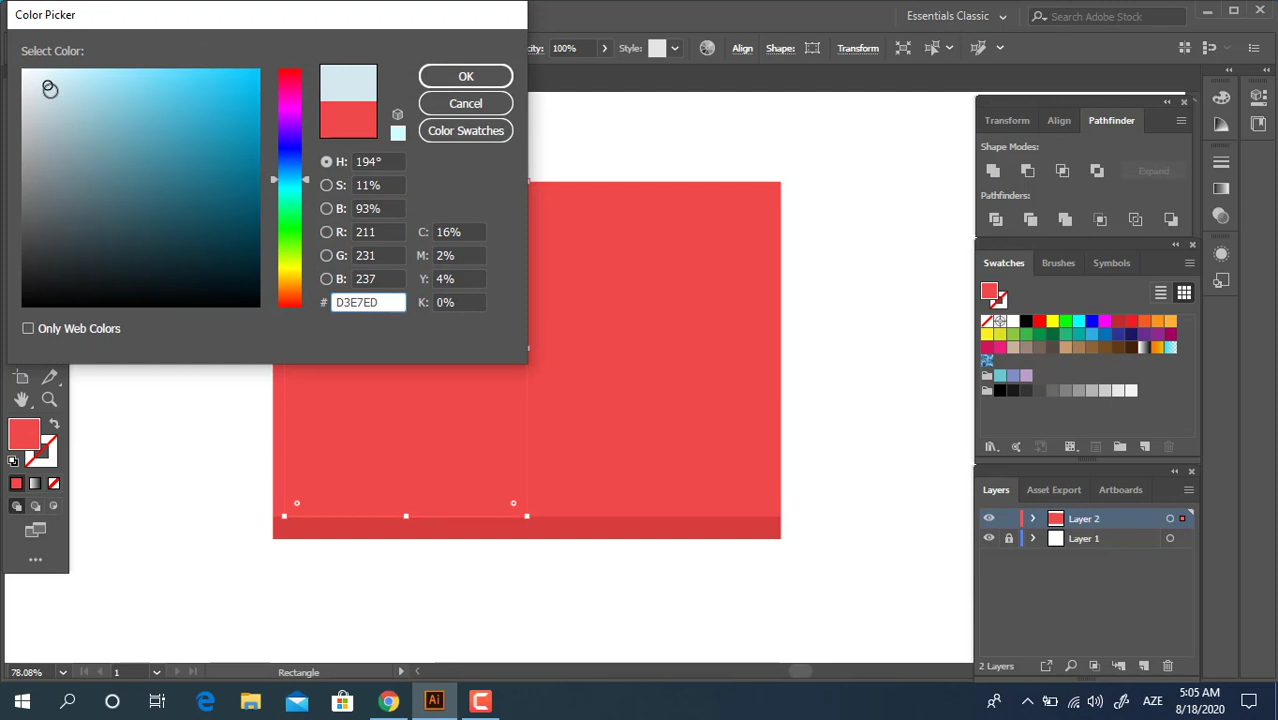 Color Picker
Select Color:
OK
Cancel
Color Swatches
H: 194°
S: 11%
B: 93%
R: 211
G: 231
B: 237
# D3E7ED
C: 16%
M: 2%
Y: 4%
K: 0%
Only Web Colors
100%
Style:
Align
Shape:
Transform
Essentials Classic
Search Adobe Stock
Transform
Align
Pathfinder
Shape Modes:
Expand
Pathfinders:
Swatches
Brushes
Symbols
Layers
Asset Export
Artboards
Layer 2
Layer 1
2 Layers
78.08%
1
Rectangle
Ai
AZE
5:05 AM
8/18/2020